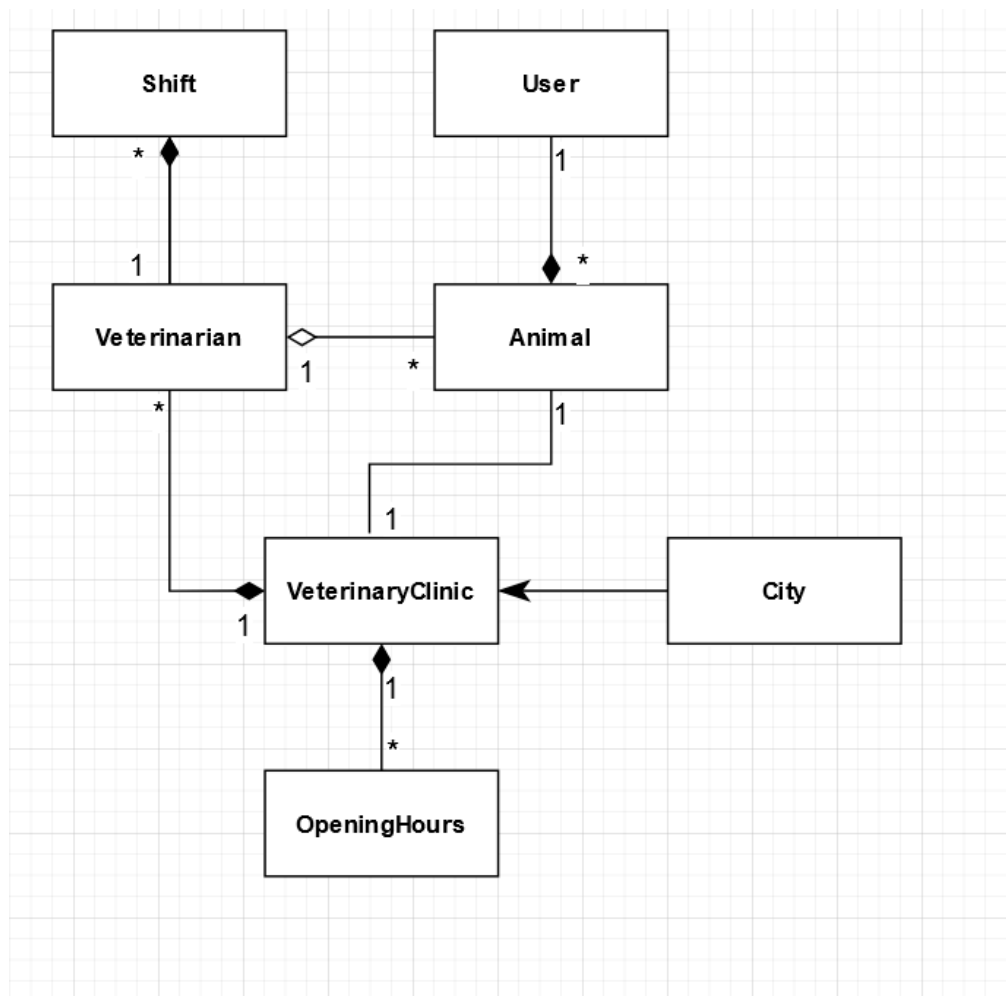 Shift
User
*
1
1
*
Veterinarian
Animal
1
*
*
1
1
VeterinaryClinic
City
1
1
*
OpeningHours